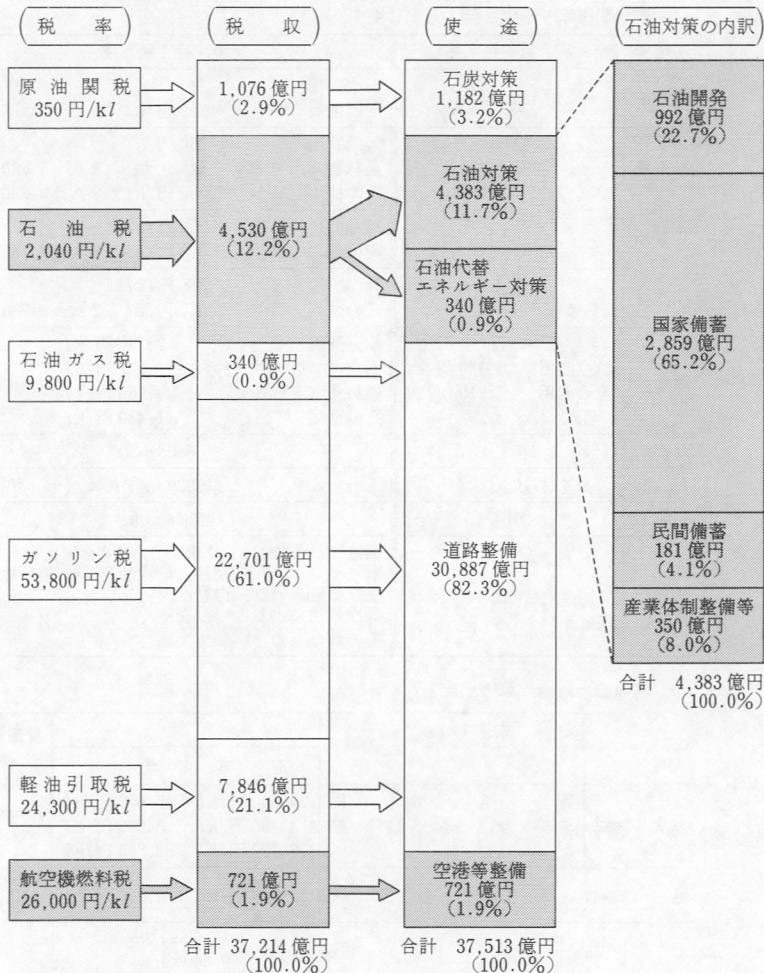 税率
税収
使途
石油対策の内訳
原油関税
350円/kl
1,076億円
(2.9%)
石炭対策
1,182億円
(3.2%)
石油開発
992億円
(22.7%)
石油税
2,040円/kl
4,530億円
(12.2%)
石油対策
4,383億円
(11.7%)
石油代替
エネルギー対策
340億円
(0.9%)
国家備蓄
2,859億円
(65.2%)
石油ガス税
9,800円/kl
340億円
(0.9%)
ガソリン税
53,800円/kl
22,701億円
(61.0%)
道路整備
30,887億円
(82.3%)
民間備蓄
181億円
(4.1%)
産業体制整備等
350億円
(8.0%)
合計 4,383億円
(100.0%)
軽油引取税
24,300円/kl
7,846億円
(21.1%)
航空機燃料税
26,000円/kl
721億円
(1.9%)
空港等整備
721億円
(1.9%)
合計 37,214億円
(100.0%)
合計 37,513億円
(100.0%)